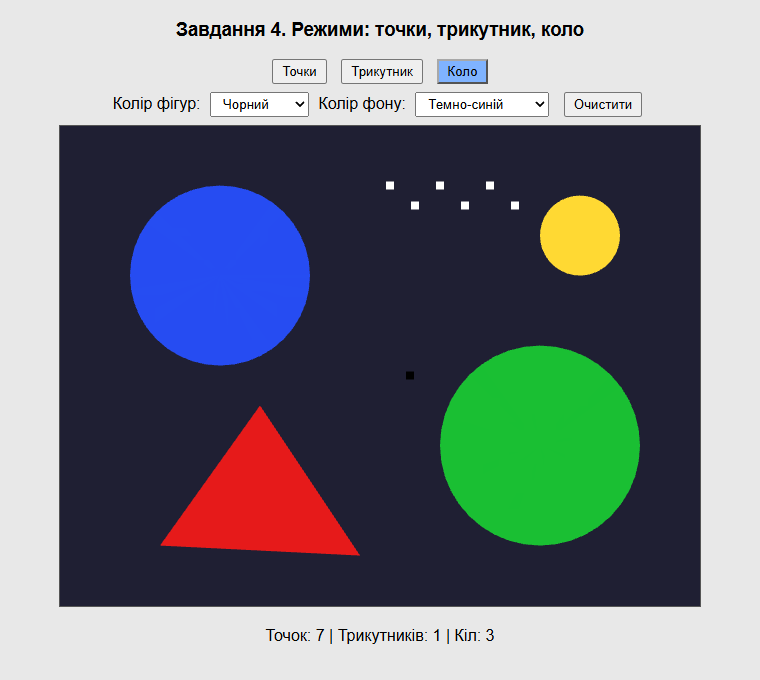 Завдання 4. Режими: точки, трикутник, коло
Точки Трикутник Коло
Колір фігур: Чорний Колір фону: Темно-синій Очистити
Точок: 7 | Трикутників: 1 | Кіл: 3